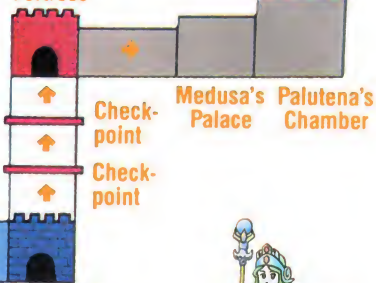 Check-
point
Medusa's
Palace
Palutena's
Chamber
Check-
point